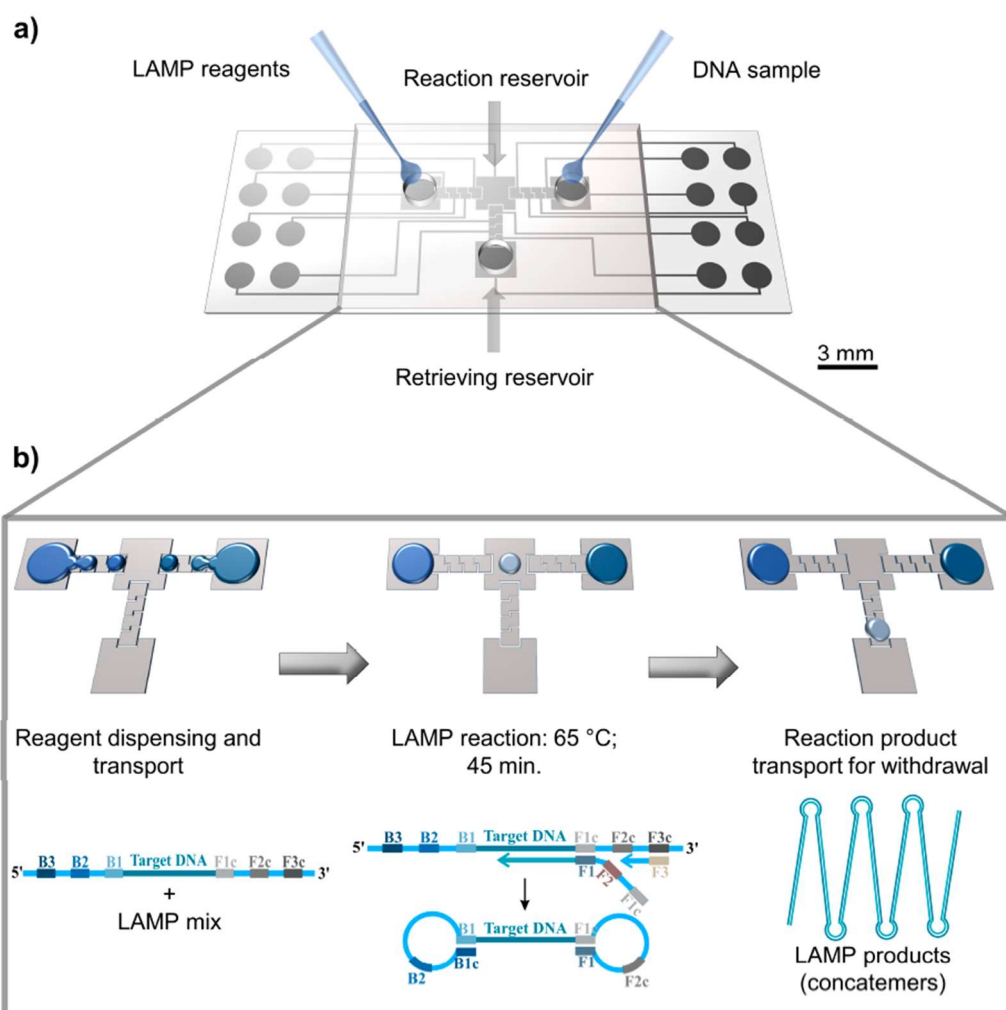 a)
LAMP reagents
Reaction reservoir
DNA sample
Retrieving reservoir
3 mm
b)
Reagent dispensing and
transport
LAMP reaction: 65 °C;
45 min.
Reaction product
transport for withdrawal
5' B3 B2 B1 Target DNA F1c F2c F3c 3'
+
LAMP mix
5' B3 B2 B1 Target DNA F1c F2c F3c 3'
F1 F2 F3
F1c
B1 Target DNA F1c
B2 B1c F1 F2c
LAMP products
(concatemers)